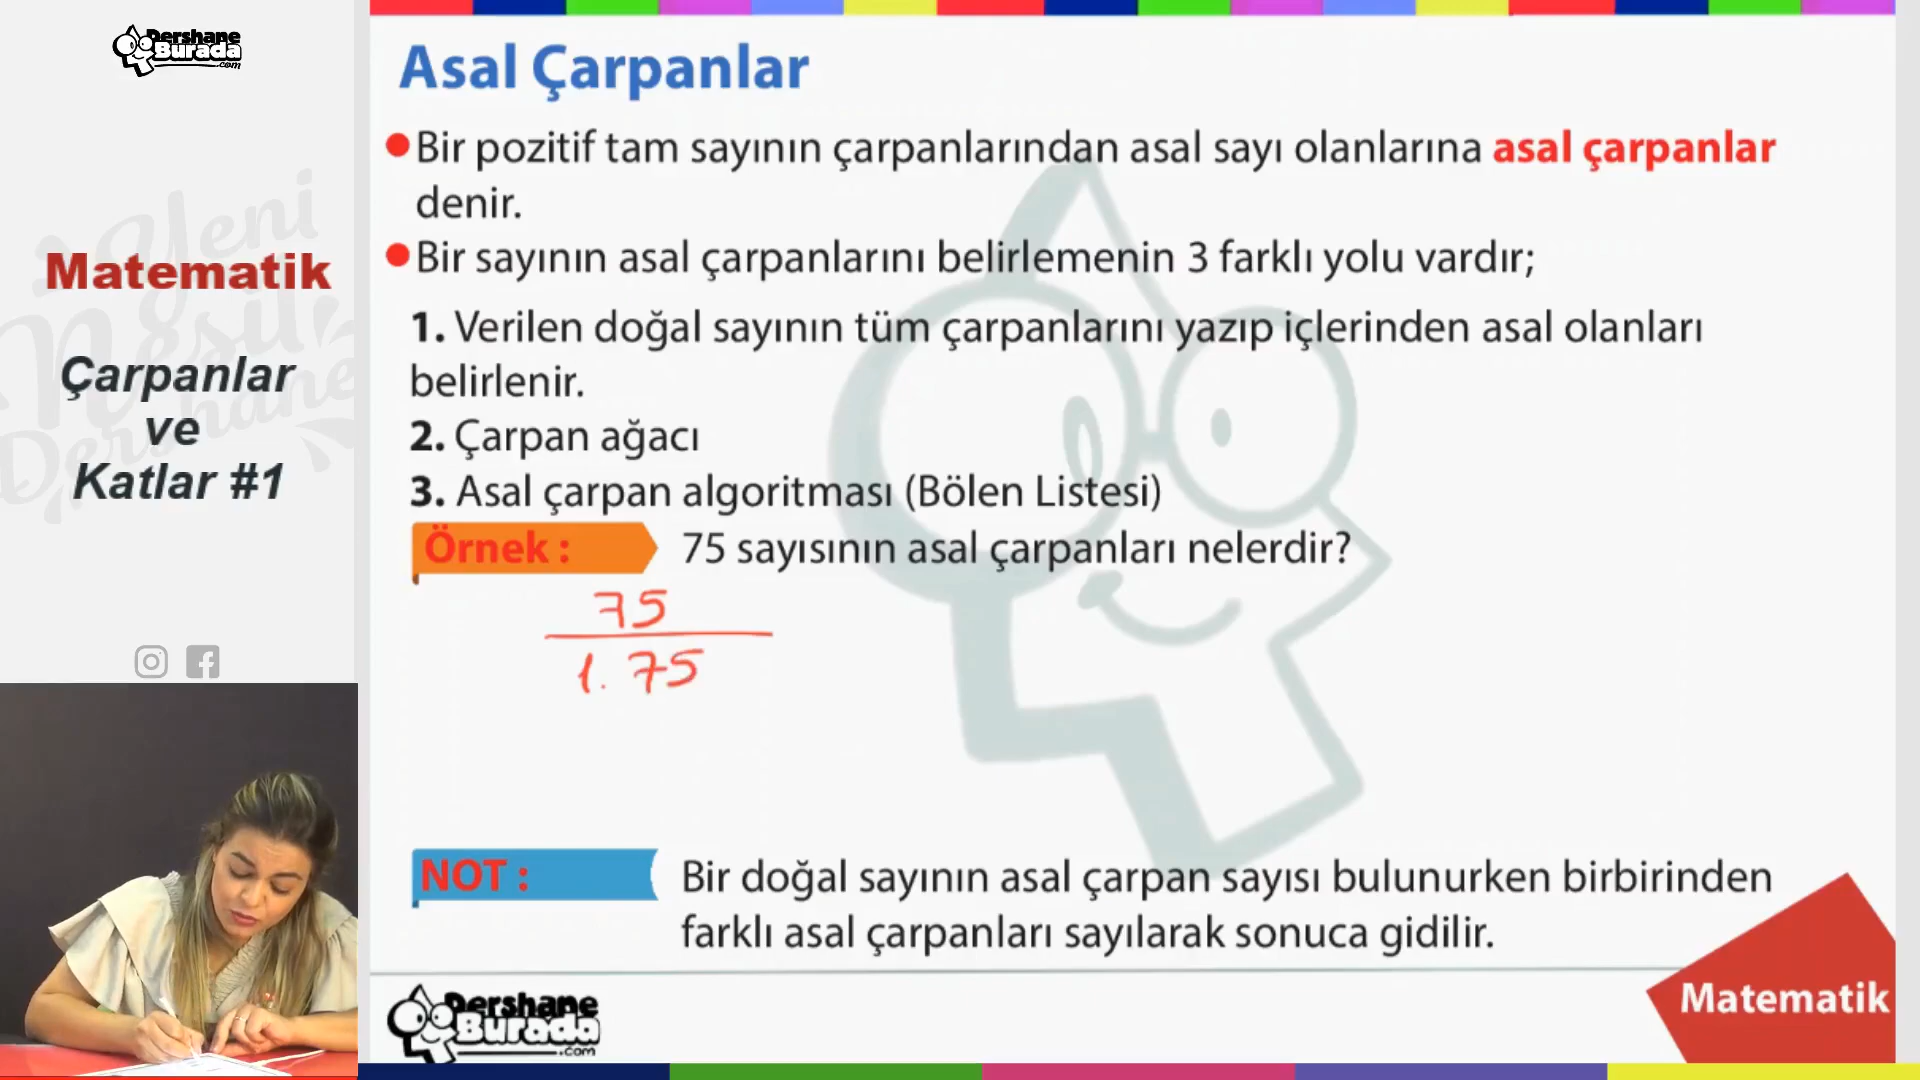 Dershane
Burada
.com
Yeni
Nesil
Dershane
Matematik
Çarpanlar
ve
Katlar #1
Asal Çarpanlar
Bir pozitif tam sayının çarpanlarından asal sayı olanlarına asal çarpanlar
denir.
Bir sayının asal çarpanlarını belirlemenin 3 farklı yolu vardır;
1. Verilen doğal sayının tüm çarpanlarını yazıp içlerinden asal olanları
belirlenir.
2. Çarpan ağacı
3. Asal çarpan algoritması (Bölen Listesi)
Örnek : 75 sayısının asal çarpanları nelerdir?
75
1. 75
NOT : Bir doğal sayının asal çarpan sayısı bulunurken birbirinden
farklı asal çarpanları sayılarak sonuca gidilir.
Dershane
Burada
.com
Matematik